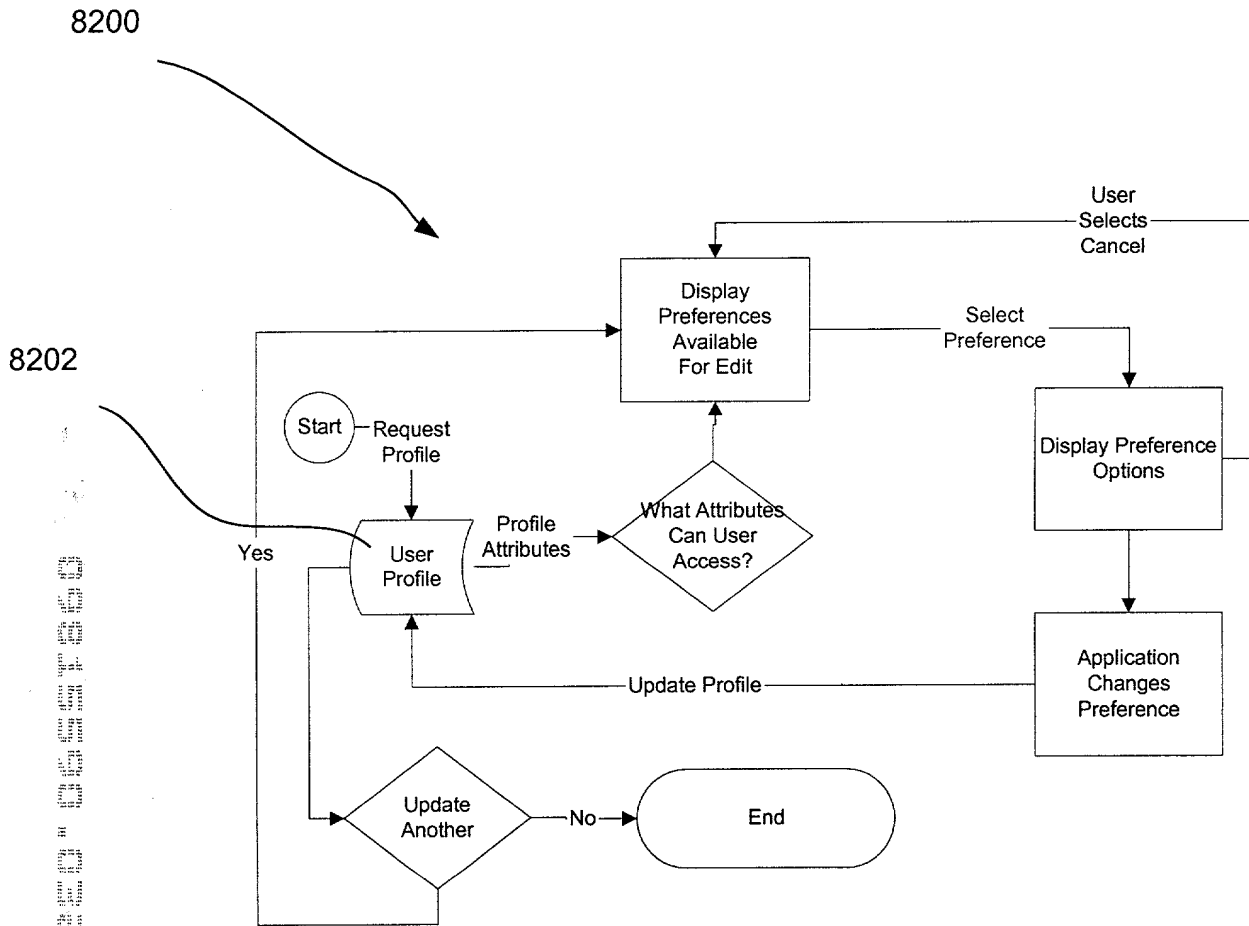 8200
User
Selects
Cancel
Display
Preferences
Available
For Edit
Select
Preference
8202
Start
Request
Profile
Display Preference
Options
What Attributes
Can User
Access?
Profile
Attributes
Yes
User
Profile
Application
Changes
Preference
Update Profile
Update
Another
No
End